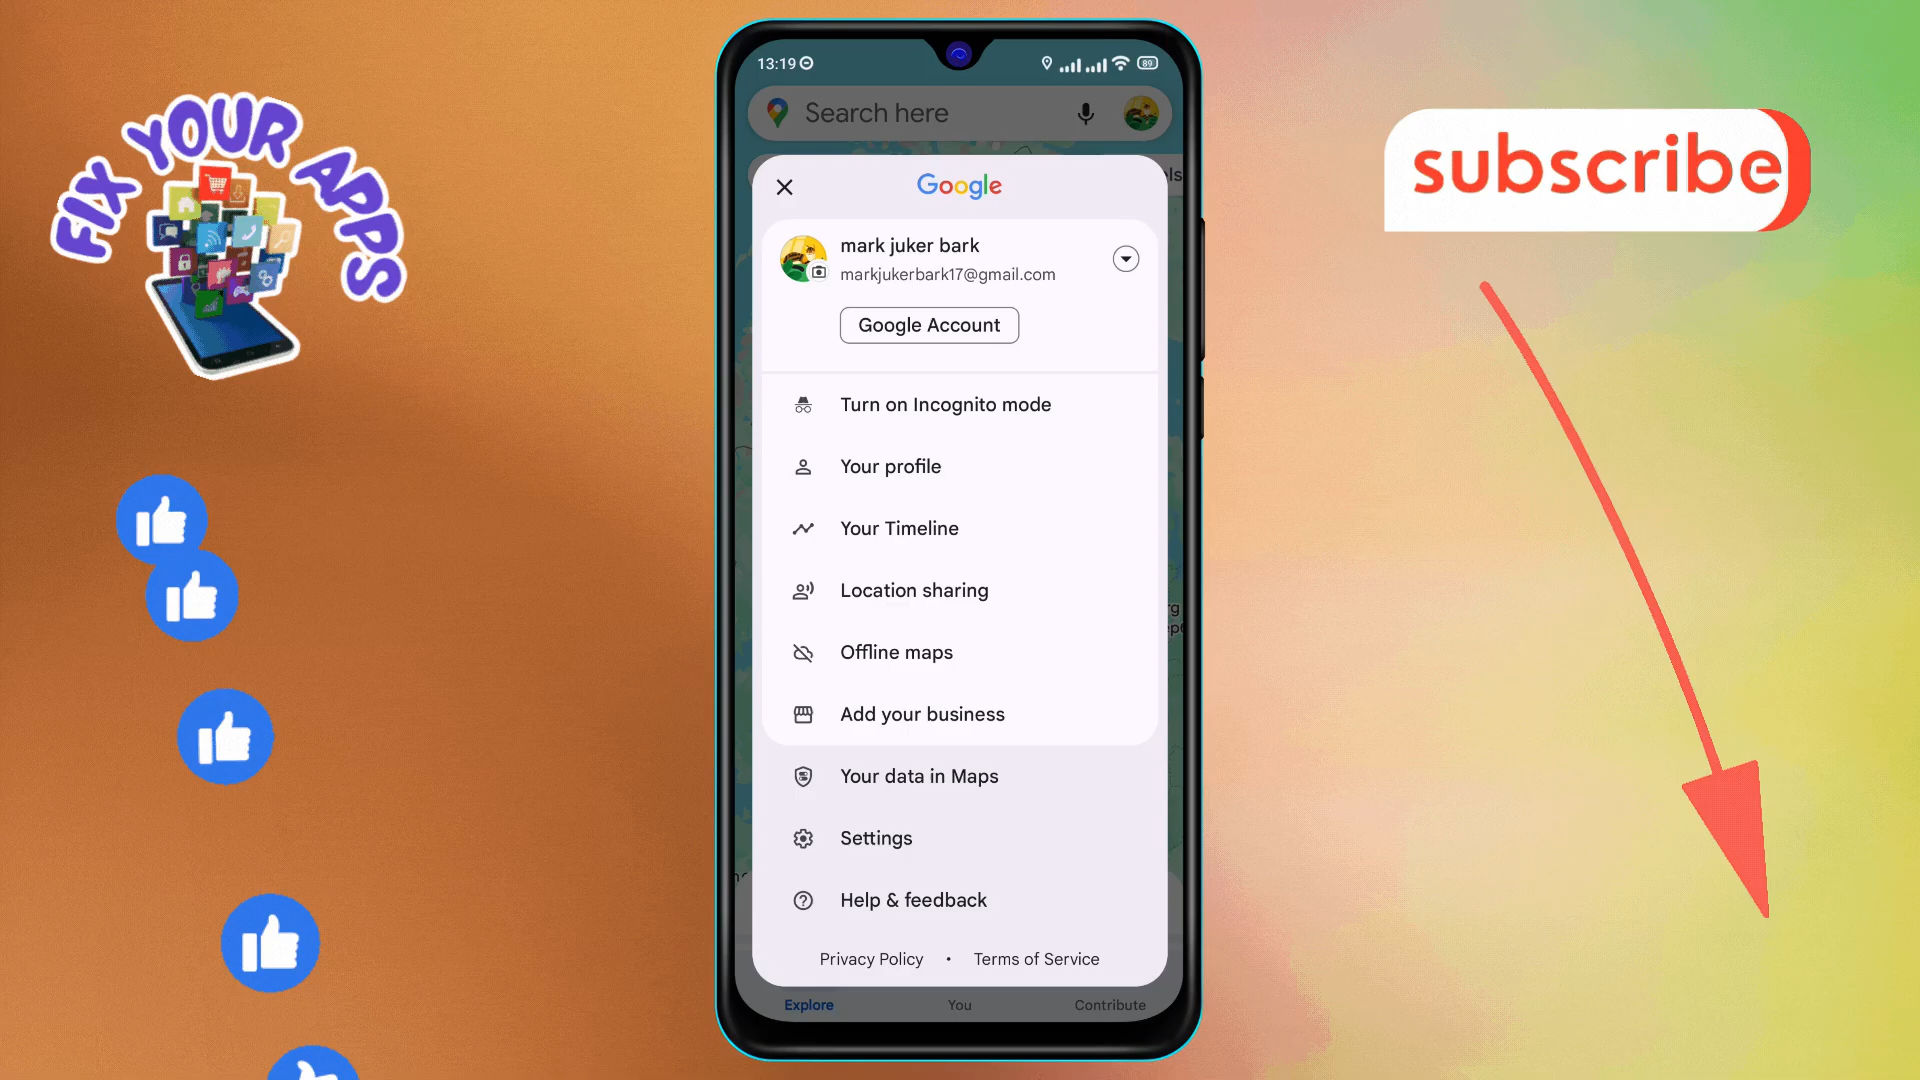 FIX YOUR APPS
subscribe
13:19
89
Search here
els
Google
mark juker bark
markjukerbark17@gmail.com
Google Account
Turn on Incognito mode
Your profile
Your Timeline
Location sharing
Offline maps
Add your business
Your data in Maps
Settings
Help & feedback
Privacy Policy • Terms of Service
Explore
You
Contribute